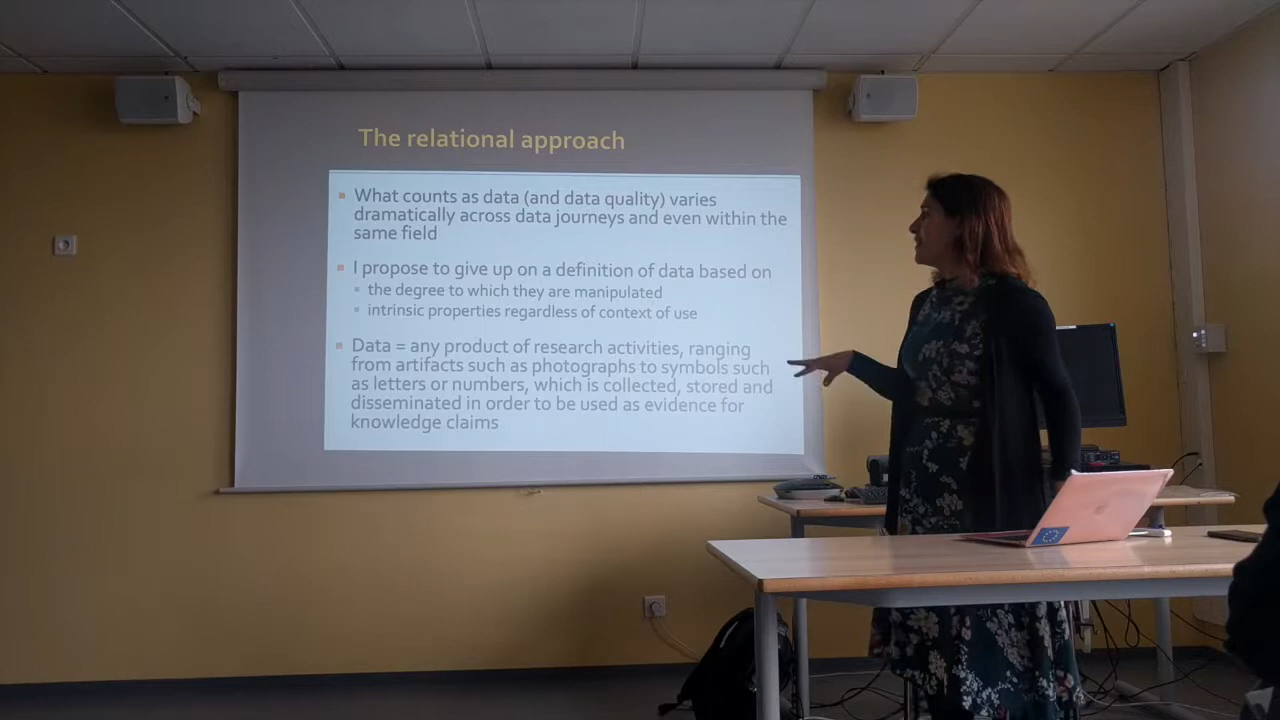 The relational approach
What counts as data (and data quality) varies
dramatically across data journeys and even within the
same field
I propose to give up on a definition of data based on
the degree to which they are manipulated
intrinsic properties regardless of context of use
Data = any product of research activities, ranging
from artifacts such as photographs to symbols such
as letters or numbers, which is collected, stored and
disseminated in order to be used as evidence for
knowledge claims